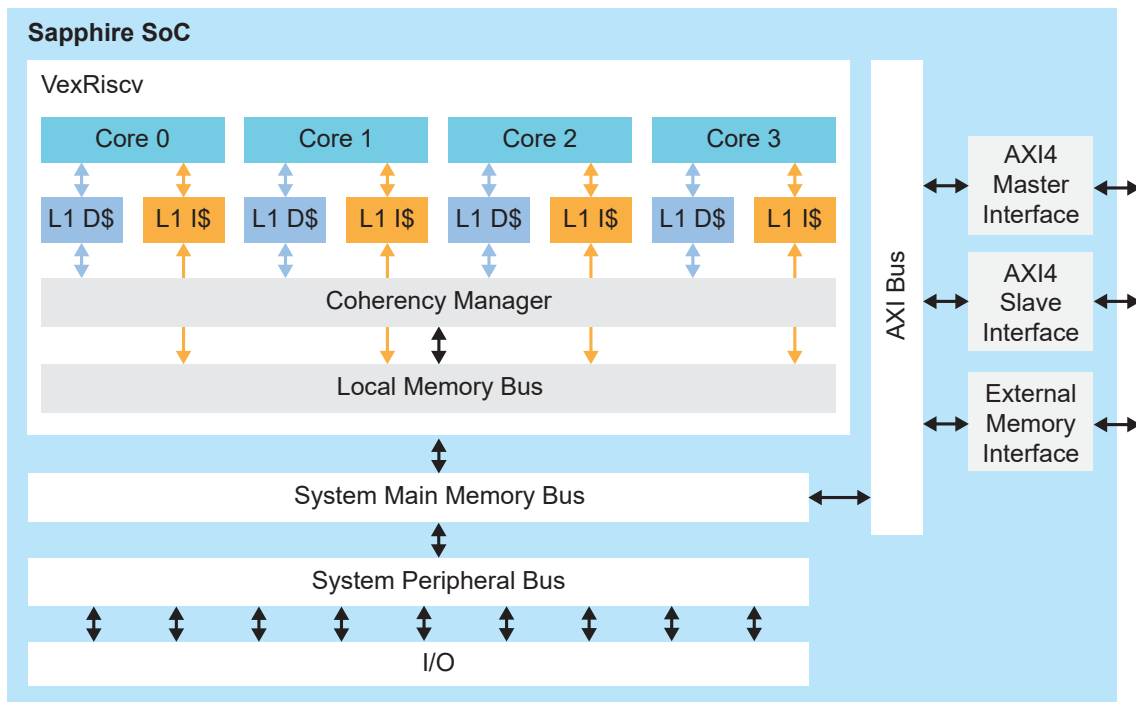 Sapphire SoC
VexRiscv
Core 0
Core 1
Core 2
Core 3
L1 D$
L1 I$
L1 D$
L1 I$
L1 D$
L1 I$
L1 D$
L1 I$
Coherency Manager
Local Memory Bus
System Main Memory Bus
System Peripheral Bus
I/O
AXI Bus
AXI4
Master
Interface
AXI4
Slave
Interface
External
Memory
Interface